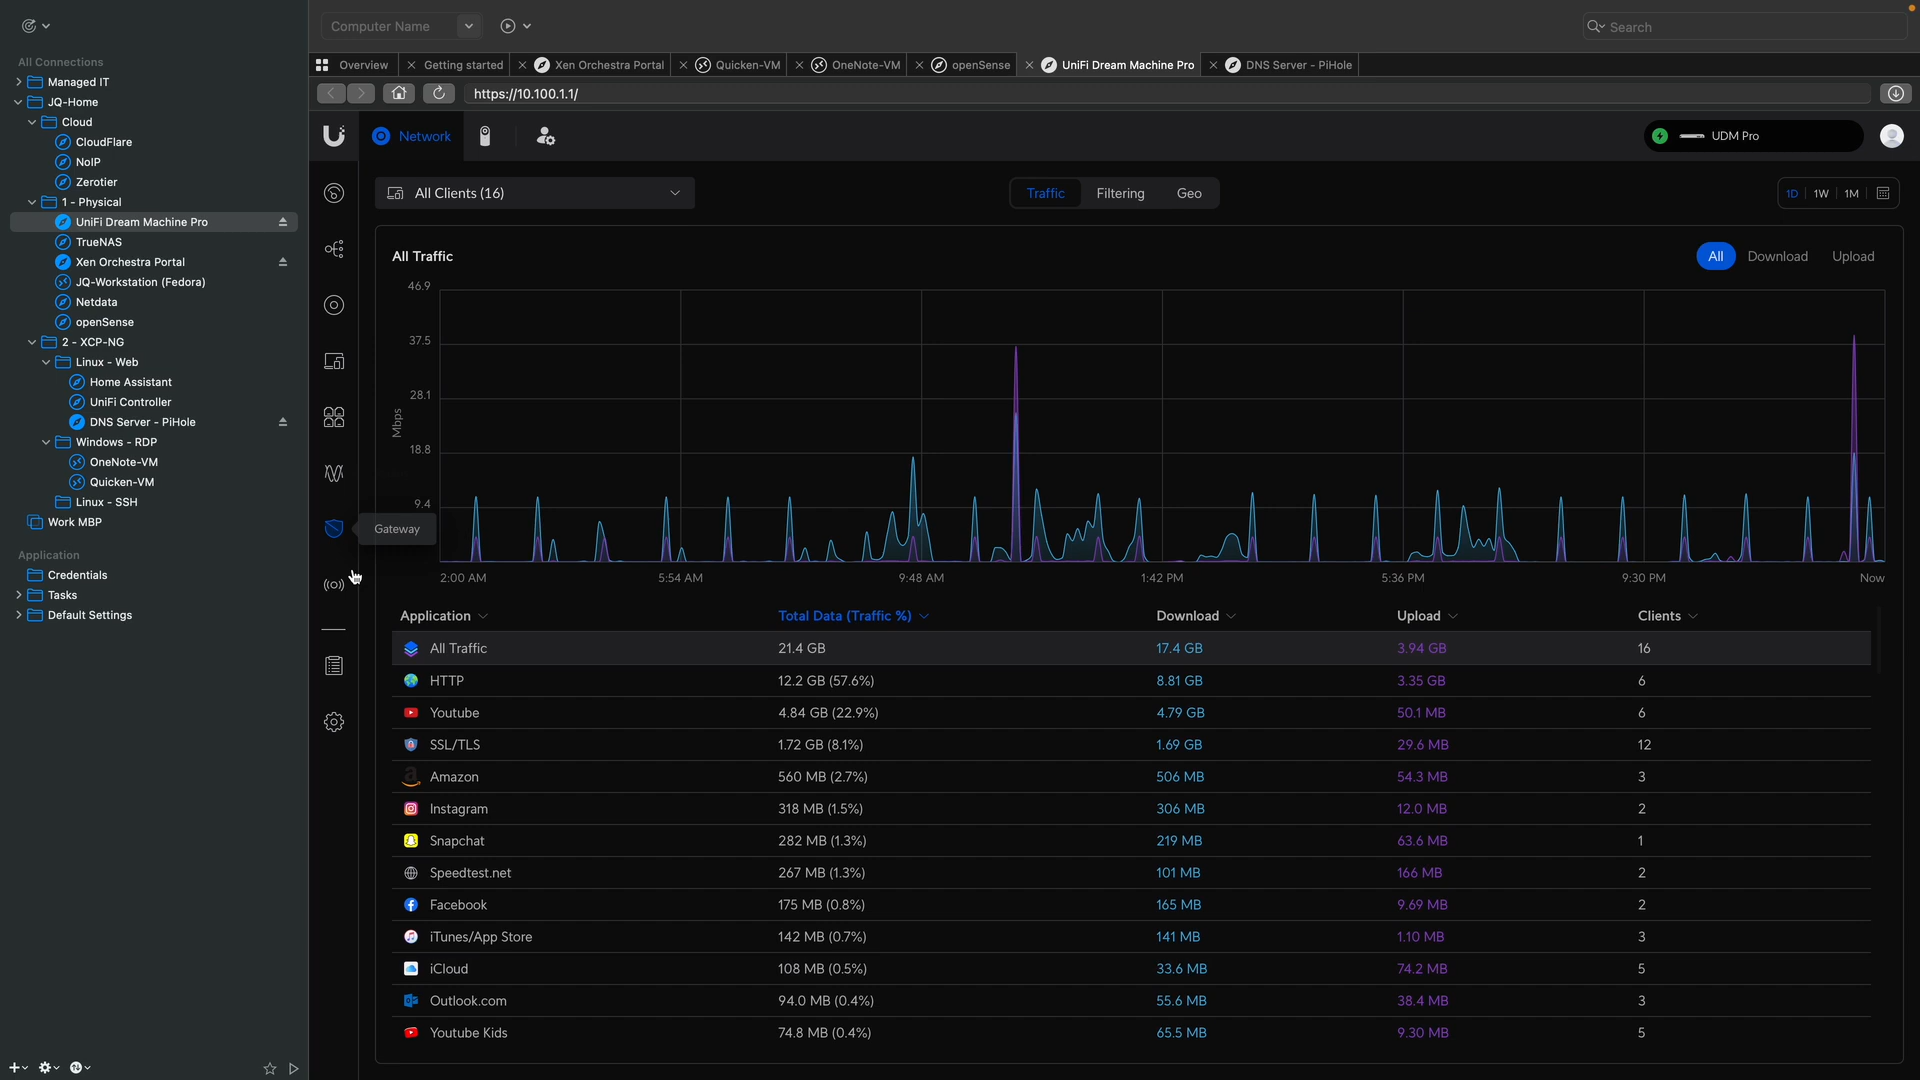 Computer Name
Search
Overview
Getting started
Xen Orchestra Portal
Quicken-VM
OneNote-VM
openSense
UniFi Dream Machine Pro
DNS Server - PiHole
https://10.100.1.1/
All Connections
Managed IT
JQ-Home
Cloud
CloudFlare
NoIP
Zerotier
1 - Physical
UniFi Dream Machine Pro
TrueNAS
Xen Orchestra Portal
JQ-Workstation (Fedora)
Netdata
openSense
2 - XCP-NG
Linux - Web
Home Assistant
UniFi Controller
DNS Server - PiHole
Windows - RDP
OneNote-VM
Quicken-VM
Linux - SSH
Work MBP
Application
Credentials
Tasks
Default Settings
Network
UDM Pro
All Clients (16)
Traffic
Filtering
Geo
1D
1W
1M
All Traffic
All
Download
Upload
46.9
37.5
28.1
18.8
9.4
Mbps
Gateway
2:00 AM
5:54 AM
9:48 AM
1:42 PM
5:36 PM
9:30 PM
Now
Application Total Data (Traffic %) Download Upload Clients
All Traffic 21.4 GB 17.4 GB 3.94 GB 16
HTTP 12.2 GB (57.6%) 8.81 GB 3.35 GB 6
Youtube 4.84 GB (22.9%) 4.79 GB 50.1 MB 6
SSL/TLS 1.72 GB (8.1%) 1.69 GB 29.6 MB 12
Amazon 560 MB (2.7%) 506 MB 54.3 MB 3
Instagram 318 MB (1.5%) 306 MB 12.0 MB 2
Snapchat 282 MB (1.3%) 219 MB 63.6 MB 1
Speedtest.net 267 MB (1.3%) 101 MB 166 MB 2
Facebook 175 MB (0.8%) 165 MB 9.69 MB 2
iTunes/App Store 142 MB (0.7%) 141 MB 1.10 MB 3
iCloud 108 MB (0.5%) 33.6 MB 74.2 MB 5
Outlook.com 94.0 MB (0.4%) 55.6 MB 38.4 MB 3
Youtube Kids 74.8 MB (0.4%) 65.5 MB 9.30 MB 5